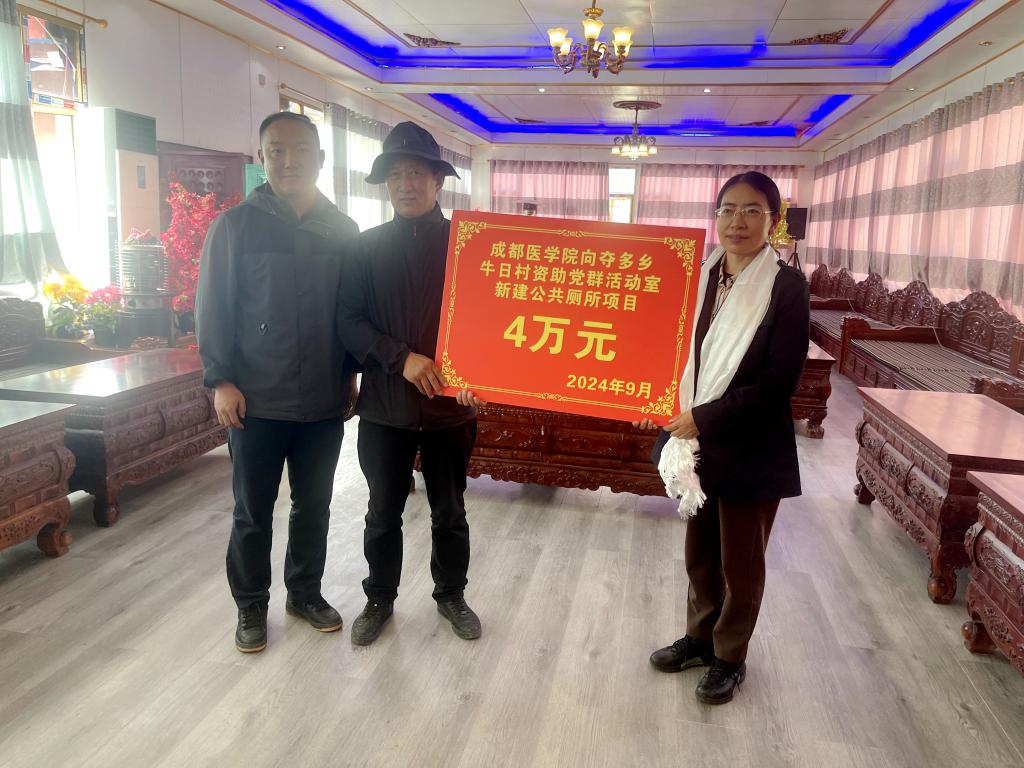 成都医学院向夺多乡
牛日村资助党群活动室
新建公共厕所项目
4万元
2024年9月